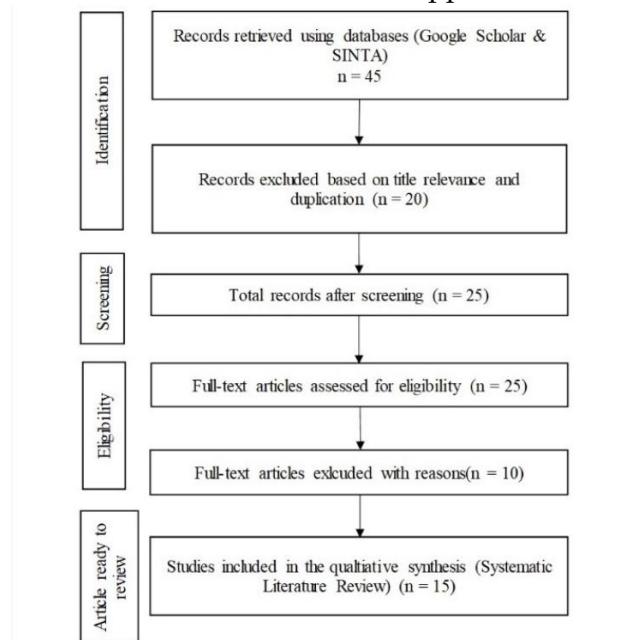 Identification
Records retrieved using databases (Google Scholar &
SINTA)
n = 45
Records excluded based on title relevance and
duplication (n = 20)
Screening
Total records after screening (n = 25)
Eligibility
Full-text articles assessed for eligibility (n = 25)
Full-text articles exlcuded with reasons(n = 10)
Article ready to
review
Studies included in the qualtiative synthesis (Systematic
Literature Review) (n = 15)